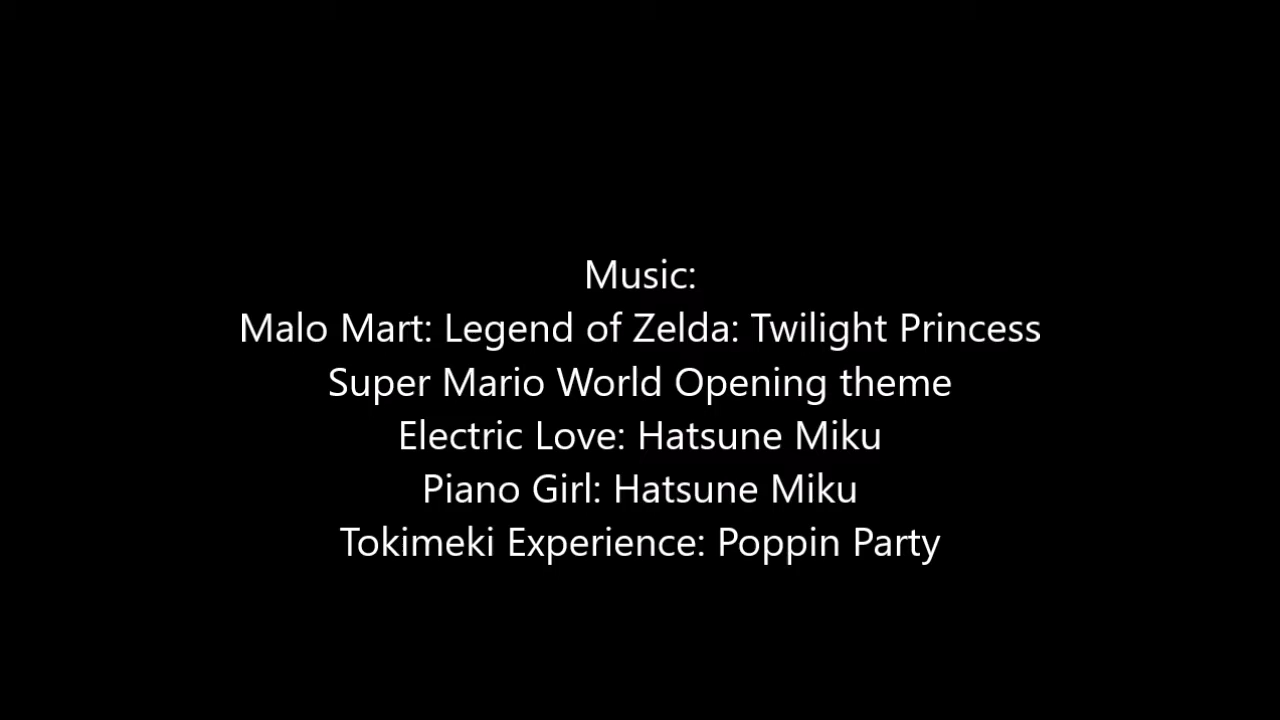 Music:
Malo Mart: Legend of Zelda: Twilight Princess
Super Mario World Opening theme
Electric Love: Hatsune Miku
Piano Girl: Hatsune Miku
Tokimeki Experience: Poppin Party